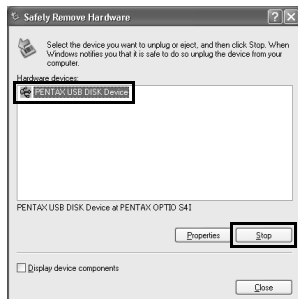 Safely Remove Hardware
Select the device you want to unplug or eject, and then click Stop. When
Windows notifies you that it is safe to do so unplug the device from your
computer.
Hardware devices:
PENTAX USB DISK Device
PENTAX USB DISK Device at PENTAX OPTIO S4I
Properties
Stop
Display device components
Close